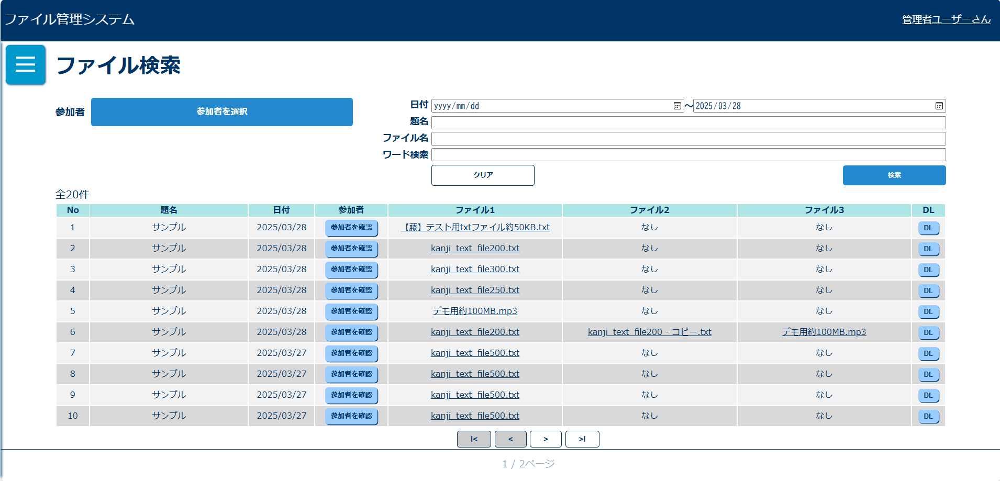 ファイル管理システム
管理者ユーザーさん
ファイル検索
参加者 参加者を選択
日付 yyyy/mm/dd ～ 2025/03/28
題名
ファイル名
ワード検索
クリア 検索
全20件
No 題名 日付 参加者 ファイル1 ファイル2 ファイル3 DL
1 サンプル 2025/03/28 参加者を確認 【藤】テスト用txtファイル約50KB.txt なし なし DL
2 サンプル 2025/03/28 参加者を確認 kanji_text_file200.txt なし なし DL
3 サンプル 2025/03/28 参加者を確認 kanji_text_file300.txt なし なし DL
4 サンプル 2025/03/28 参加者を確認 kanji_text_file250.txt なし なし DL
5 サンプル 2025/03/28 参加者を確認 デモ用約100MB.mp3 なし なし DL
6 サンプル 2025/03/28 参加者を確認 kanji_text_file200.txt kanji_text_file200 - コピー.txt デモ用約100MB.mp3 DL
7 サンプル 2025/03/27 参加者を確認 kanji_text_file500.txt なし なし DL
8 サンプル 2025/03/27 参加者を確認 kanji_text_file500.txt なし なし DL
9 サンプル 2025/03/27 参加者を確認 kanji_text_file500.txt なし なし DL
10 サンプル 2025/03/27 参加者を確認 kanji_text_file500.txt なし なし DL
|< < > >|
1 / 2ページ